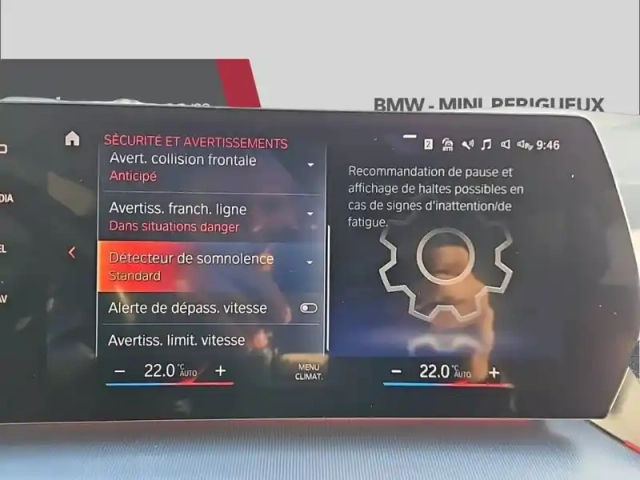 BMW - MINI PERIGUEUX
9:46
SÉCURITÉ ET AVERTISSEMENTS
Avert. collision frontale
Anticipé
Avertiss. franch. ligne
Dans situations danger
Détecteur de somnolence
Standard
Alerte de dépass. vitesse
Avertiss. limit. vitesse
Recommandation de pause et
affichage de haltes possibles en
cas de signes d'inattention/de
fatigue.
− 22.0 °C AUTO +
MENU
CLIMAT.
− 22.0 °C AUTO +